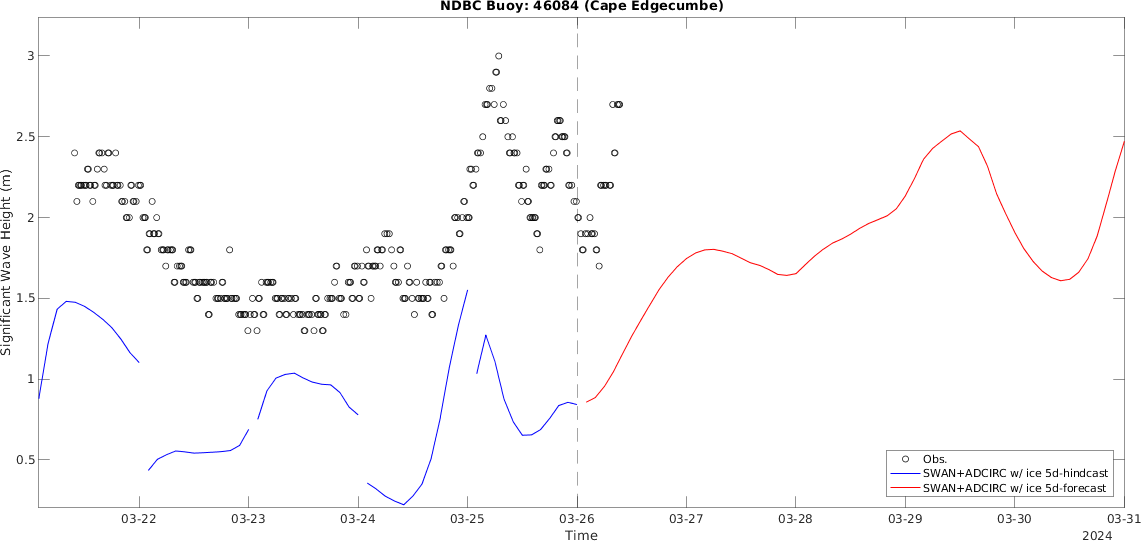 NDBC Buoy: 46084 (Cape Edgecumbe)
3
2.5
2
1.5
1
0.5
Significant Wave Height (m)
Obs.
SWAN+ADCIRC w/ ice 5d-hindcast
SWAN+ADCIRC w/ ice 5d-forecast
03-22 03-23 03-24 03-25 03-26 03-27 03-28 03-29 03-30 03-31
Time
2024